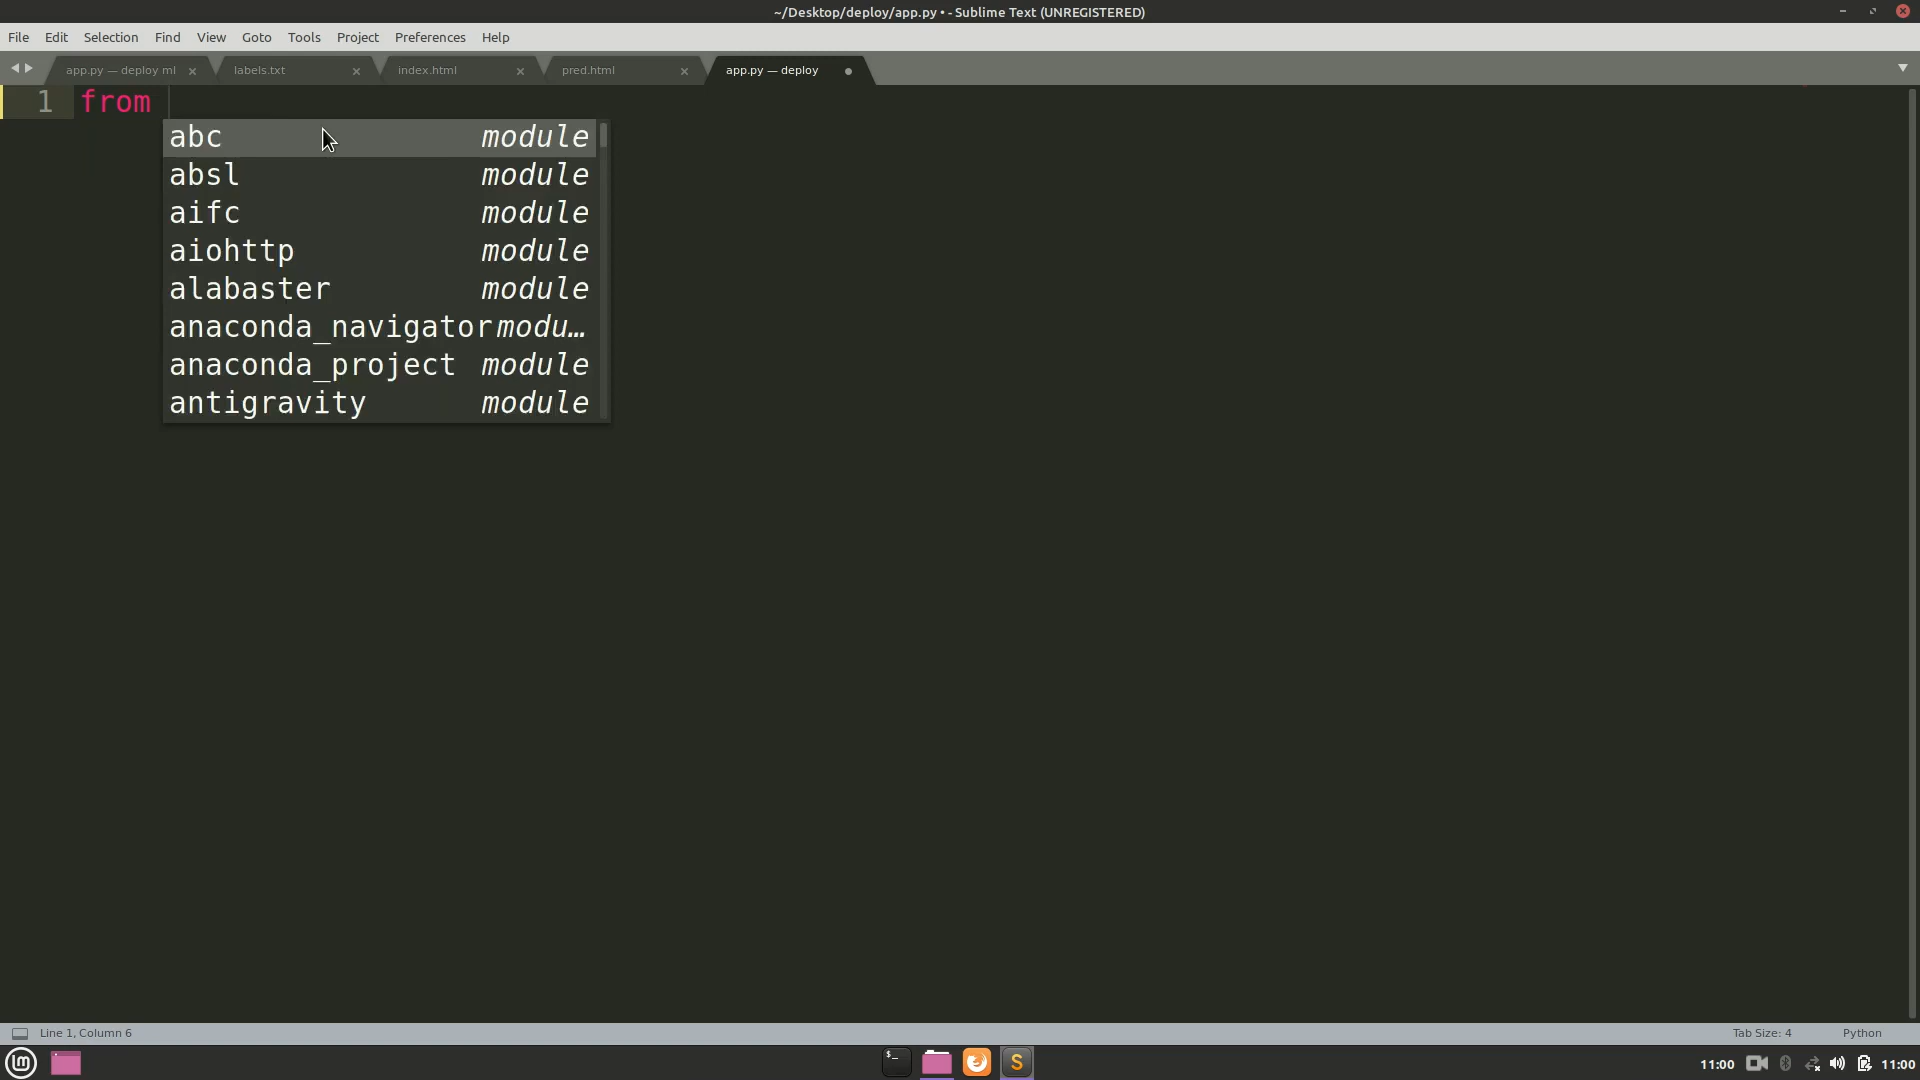 ~/Desktop/deploy/app.py • - Sublime Text (UNREGISTERED)
File Edit Selection Find View Goto Tools Project Preferences Help
app.py — deploy ml labels.txt index.html pred.html app.py — deploy
1 from
abc module
absl module
aifc module
aiohttp module
alabaster module
anaconda_navigator modu…
anaconda_project module
antigravity module
Line 1, Column 6 Tab Size: 4 Python
$_ S 11:00 11:00